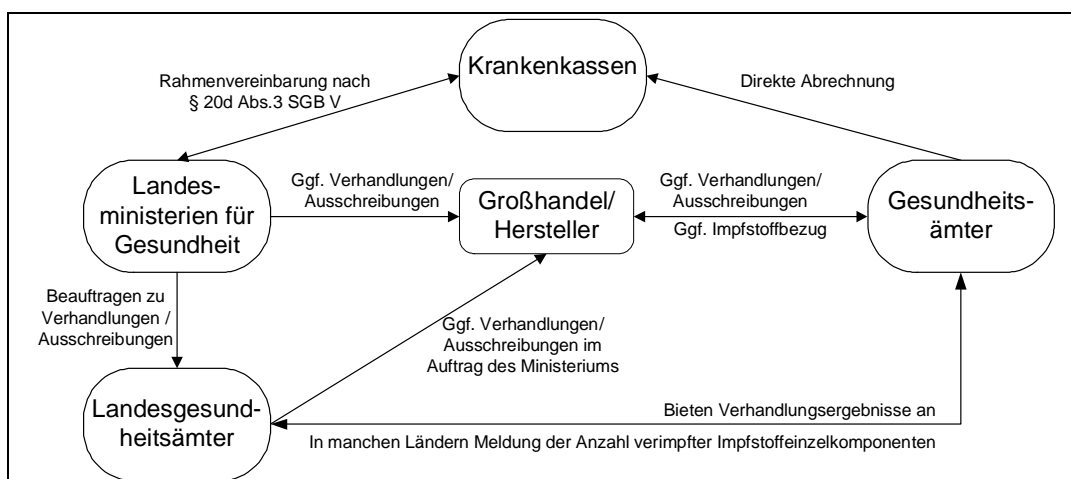 Krankenkassen
Rahmenvereinbarung nach
§ 20d Abs.3 SGB V
Direkte Abrechnung
Landes-
ministerien für
Gesundheit
Ggf. Verhandlungen/
Ausschreibungen
Großhandel/
Hersteller
Ggf. Verhandlungen/
Ausschreibungen
Ggf. Impfstoffbezug
Gesundheits-
ämter
Beauftragen zu
Verhandlungen /
Ausschreibungen
Ggf. Verhandlungen/
Ausschreibungen im
Auftrag des Ministeriums
Landesgesund-
heitsämter
Bieten Verhandlungsergebnisse an
In manchen Ländern Meldung der Anzahl verimpfter Impfstoffeinzelkomponenten